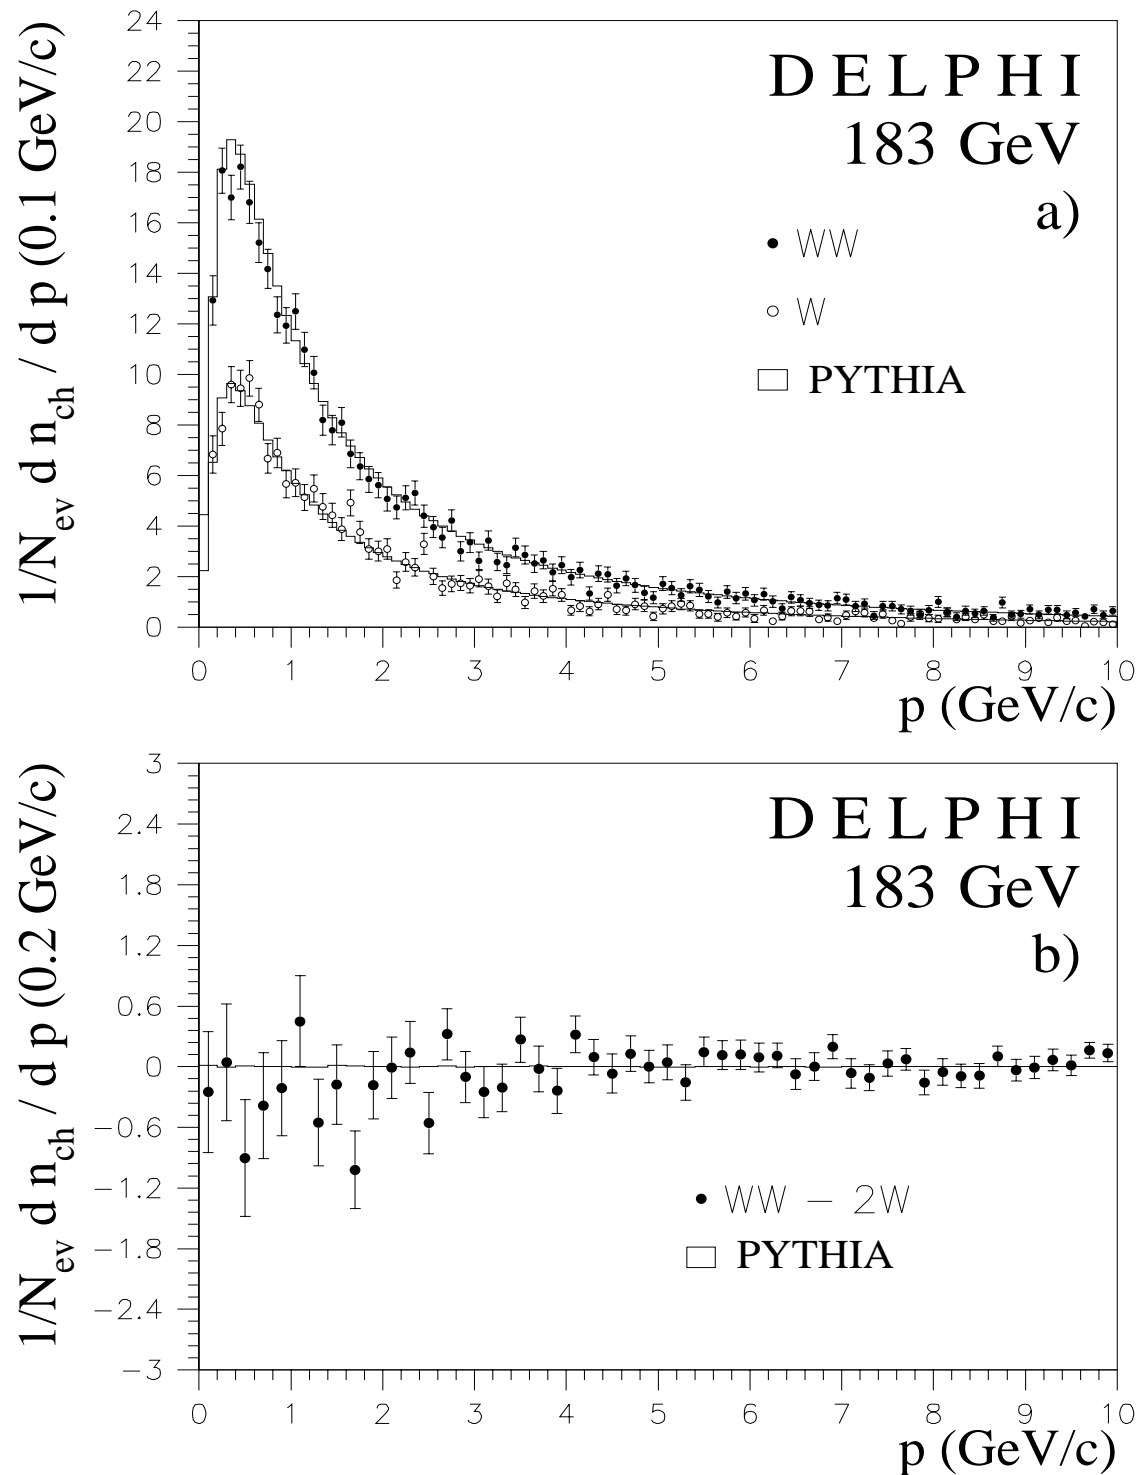 1/N_ev d n_ch / d p (0.1 GeV/c)
24
22
20
18
16
14
12
10
8
6
4
2
0
D E L P H I
183 GeV
a)
WW
W
PYTHIA
0 1 2 3 4 5 6 7 8 9 10
p (GeV/c)
1/N_ev d n_ch / d p (0.2 GeV/c)
3
2.4
1.8
1.2
0.6
0
−0.6
−1.2
−1.8
−2.4
−3
D E L P H I
183 GeV
b)
WW − 2W
PYTHIA
0 1 2 3 4 5 6 7 8 9 10
p (GeV/c)